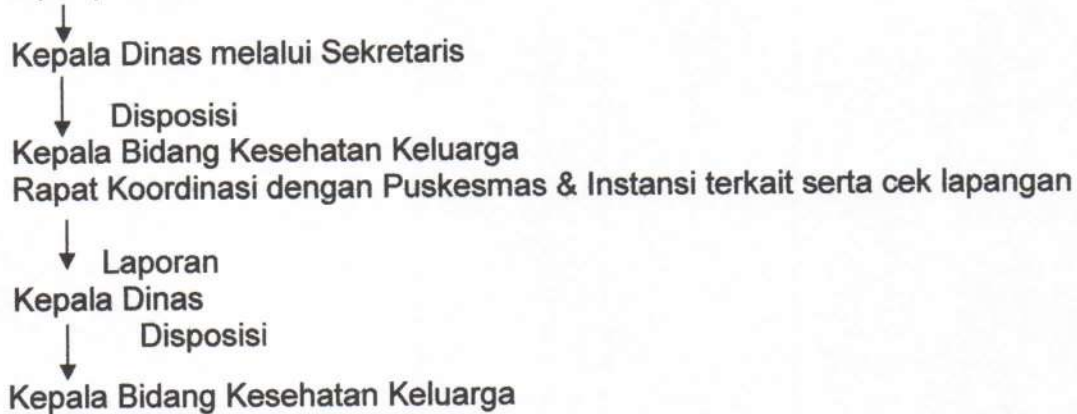 Kepala Dinas melalui Sekretaris
Disposisi
Kepala Bidang Kesehatan Keluarga
Rapat Koordinasi dengan Puskesmas & Instansi terkait serta cek lapangan
Laporan
Kepala Dinas
Disposisi
Kepala Bidang Kesehatan Keluarga